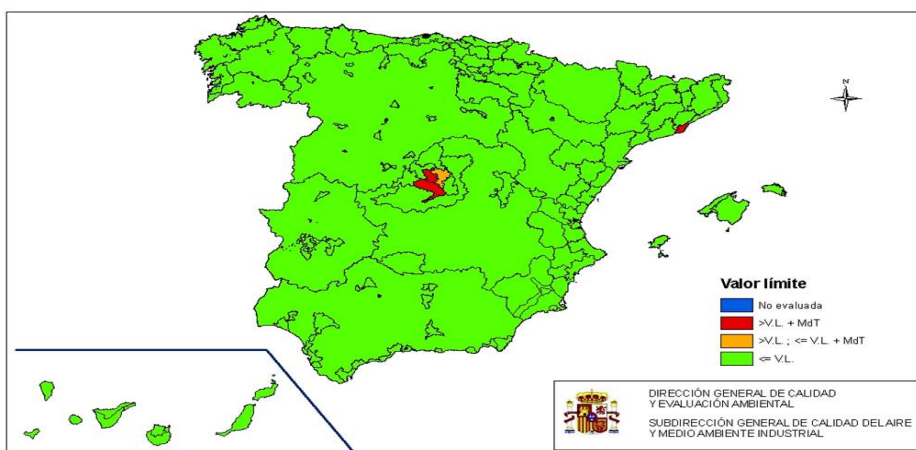 N
Valor límite
No evaluada
>V.L. + MdT
>V.L. ; <= V.L. + MdT
<= V.L.
DIRECCIÓN GENERAL DE CALIDAD
Y EVALUACIÓN AMBIENTAL
SUBDIRECCIÓN GENERAL DE CALIDAD DEL AIRE
Y MEDIO AMBIENTE INDUSTRIAL